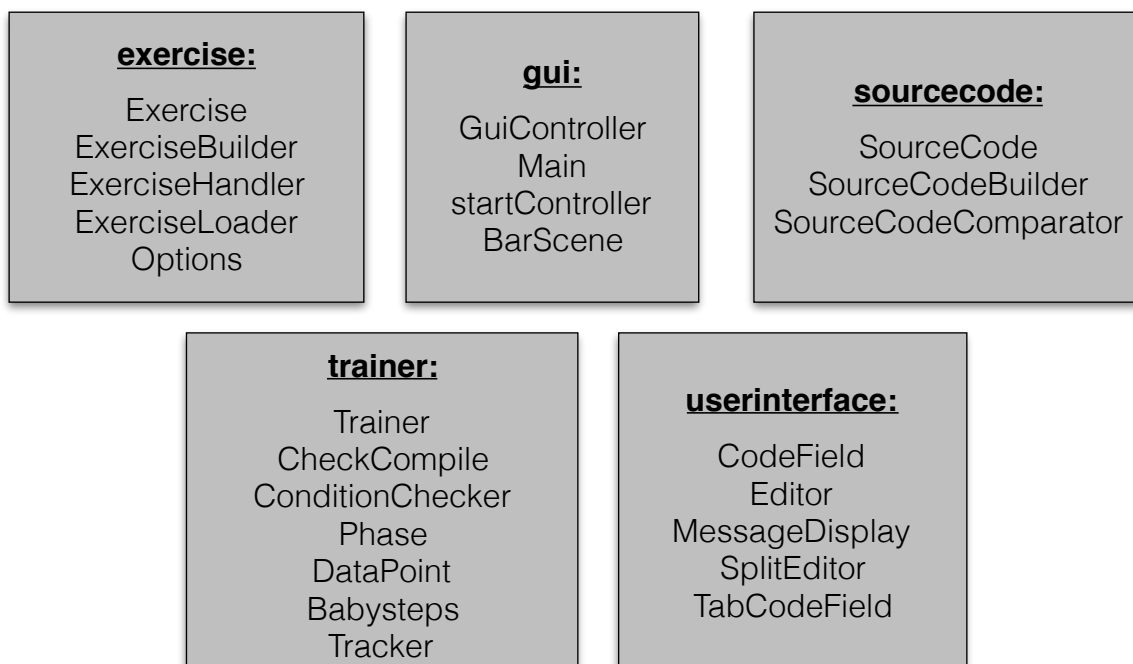 exercise:
Exercise
ExerciseBuilder
ExerciseHandler
ExerciseLoader
Options
gui:
GuiController
Main
startController
BarScene
sourcecode:
SourceCode
SourceCodeBuilder
SourceCodeComparator
trainer:
Trainer
CheckCompile
ConditionChecker
Phase
DataPoint
Babysteps
Tracker
userinterface:
CodeField
Editor
MessageDisplay
SplitEditor
TabCodeField